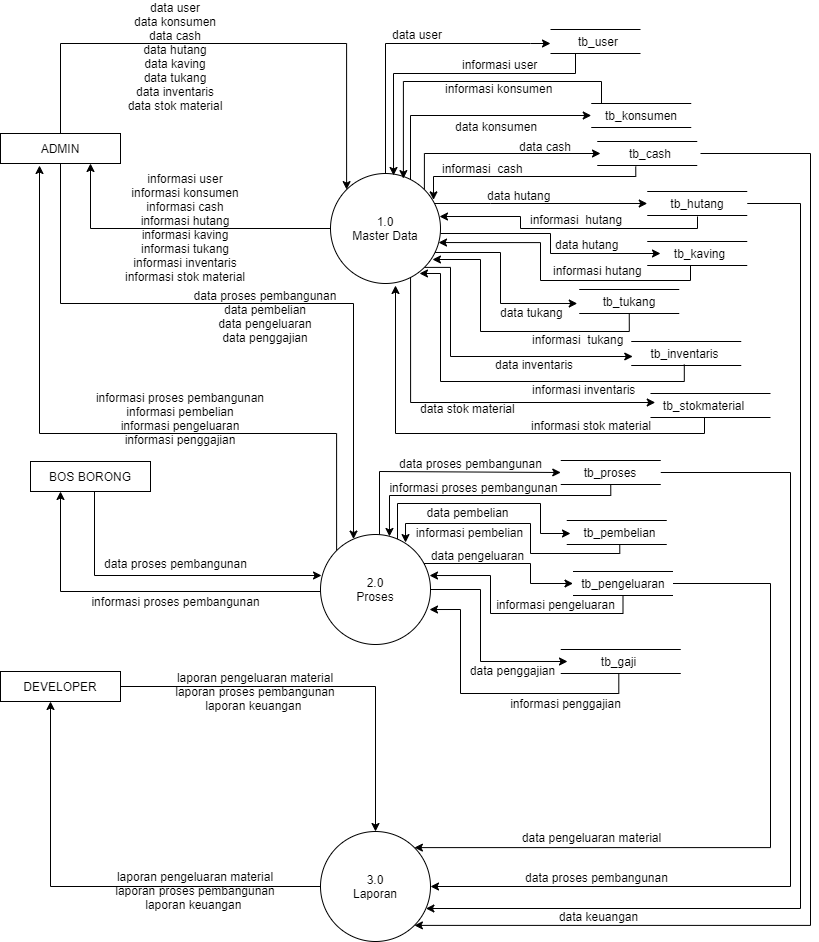 data user
data konsumen
data cash
data hutang
data kaving
data tukang
data inventaris
data stok material
data user
tb_user
informasi user
informasi konsumen
tb_konsumen
data konsumen
ADMIN
data cash
tb_cash
informasi  cash
informasi user
informasi konsumen
informasi cash
informasi hutang
informasi kaving
informasi tukang
informasi inventaris
informasi stok material
1.0
Master Data
data hutang
tb_hutang
informasi  hutang
data hutang
tb_kaving
informasi hutang
tb_tukang
data tukang
informasi  tukang
tb_inventaris
data inventaris
informasi inventaris
tb_stokmaterial
data stok material
informasi stok material
data proses pembangunan
data pembelian
data pengeluaran
data penggajian
informasi proses pembangunan
informasi pembelian
informasi pengeluaran
informasi penggajian
BOS BORONG
data proses pembangunan
tb_proses
informasi proses pembangunan
data pembelian
informasi pembelian
tb_pembelian
data pengeluaran
data proses pembangunan
informasi proses pembangunan
2.0
Proses
tb_pengeluaran
informasi pengeluaran
tb_gaji
data penggajian
informasi penggajian
DEVELOPER
laporan pengeluaran material
laporan proses pembangunan
laporan keuangan
data pengeluaran material
laporan pengeluaran material
laporan proses pembangunan
laporan keuangan
3.0
Laporan
data proses pembangunan
data keuangan